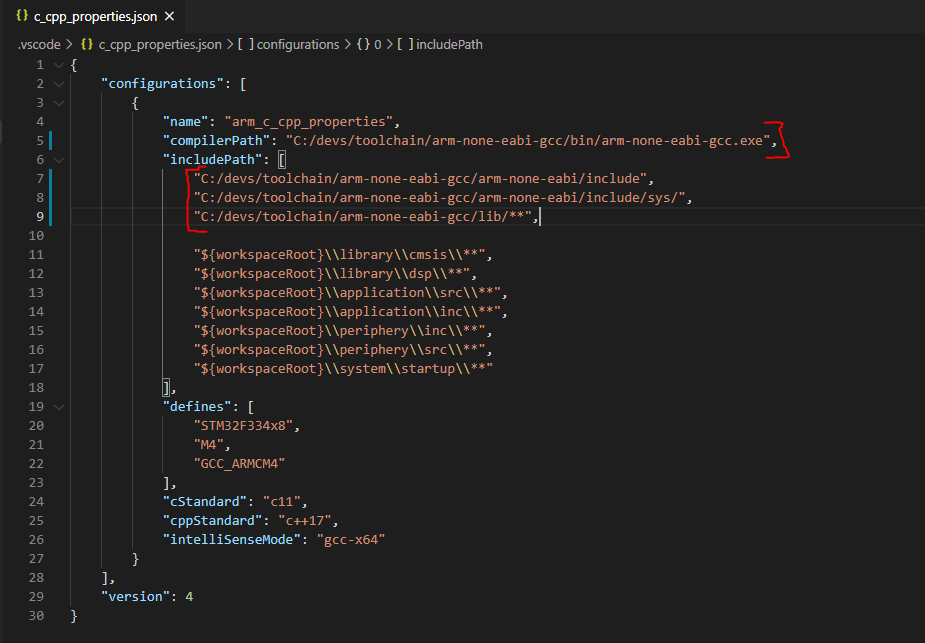 {} c_cpp_properties.json ×
.vscode > {} c_cpp_properties.json > [ ] configurations > {} 0 > [ ] includePath
1 {
2 "configurations": [
3 {
4 "name": "arm_c_cpp_properties",
5 "compilerPath": "C:/devs/toolchain/arm-none-eabi-gcc/bin/arm-none-eabi-gcc.exe",
6 "includePath": [
7 "C:/devs/toolchain/arm-none-eabi-gcc/arm-none-eabi/include",
8 "C:/devs/toolchain/arm-none-eabi-gcc/arm-none-eabi/include/sys/",
9 "C:/devs/toolchain/arm-none-eabi-gcc/lib/**",
10
11 "${workspaceRoot}\\library\\cmsis\\**",
12 "${workspaceRoot}\\library\\dsp\\**",
13 "${workspaceRoot}\\application\\src\\**",
14 "${workspaceRoot}\\application\\inc\\**",
15 "${workspaceRoot}\\periphery\\inc\\**",
16 "${workspaceRoot}\\periphery\\src\\**",
17 "${workspaceRoot}\\system\\startup\\**"
18 ],
19 "defines": [
20 "STM32F334x8",
21 "M4",
22 "GCC_ARMCM4"
23 ],
24 "cStandard": "c11",
25 "cppStandard": "c++17",
26 "intelliSenseMode": "gcc-x64"
27 }
28 ],
29 "version": 4
30 }